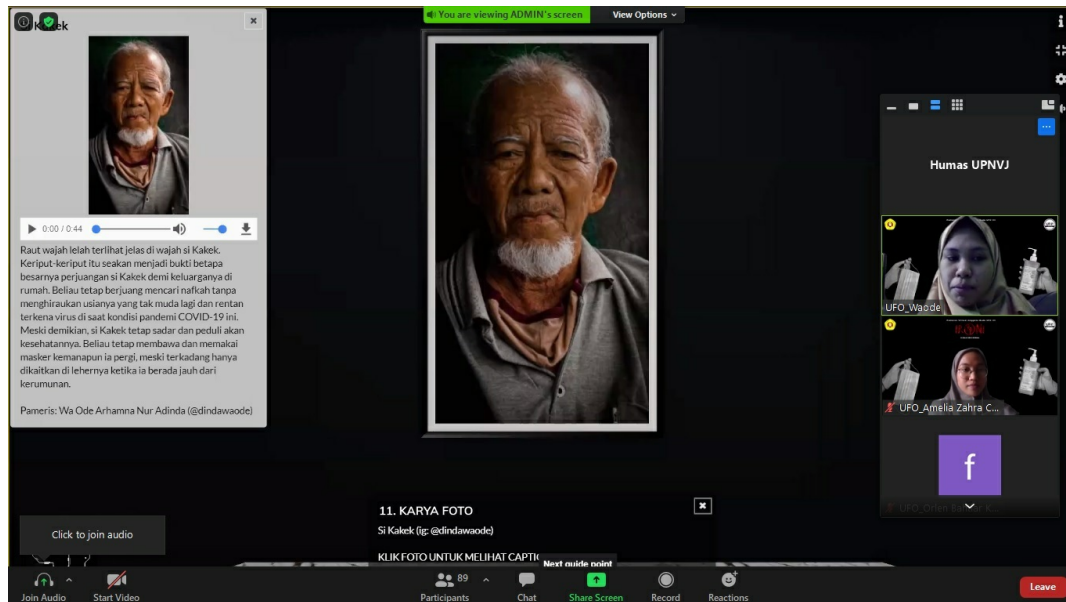 Kakek
You are viewing ADMIN's screen
View Options
0:00 / 0:44
Raut wajah lelah terlihat jelas di wajah si Kakek.
Keriput-keriput itu seakan menjadi bukti betapa
besarnya perjuangan si Kakek demi keluarganya di
rumah. Beliau tetap berjuang mencari nafkah tanpa
menghiraukan usianya yang tak muda lagi dan rentan
terkena virus di saat kondisi pandemi COVID-19 ini.
Meski demikian, si Kakek tetap sadar dan peduli akan
kesehatannya. Beliau tetap membawa dan memakai
masker kemanapun ia pergi, meski terkadang hanya
dikaitkan di lehernya ketika ia berada jauh dari
kerumunan.
Pameris: Wa Ode Arhamna Nur Adinda (@dindawaode)
Humas UPNVJ
UFO_Waode
UFO_Amelia Zahra C...
f
11. KARYA FOTO
Si Kakek (ig: @dindawaode)
KLIK FOTO UNTUK MELIHAT
Next guide point
Click to join audio
Join Audio
Start Video
89
Participants
Chat
Share Screen
Record
Reactions
Leave